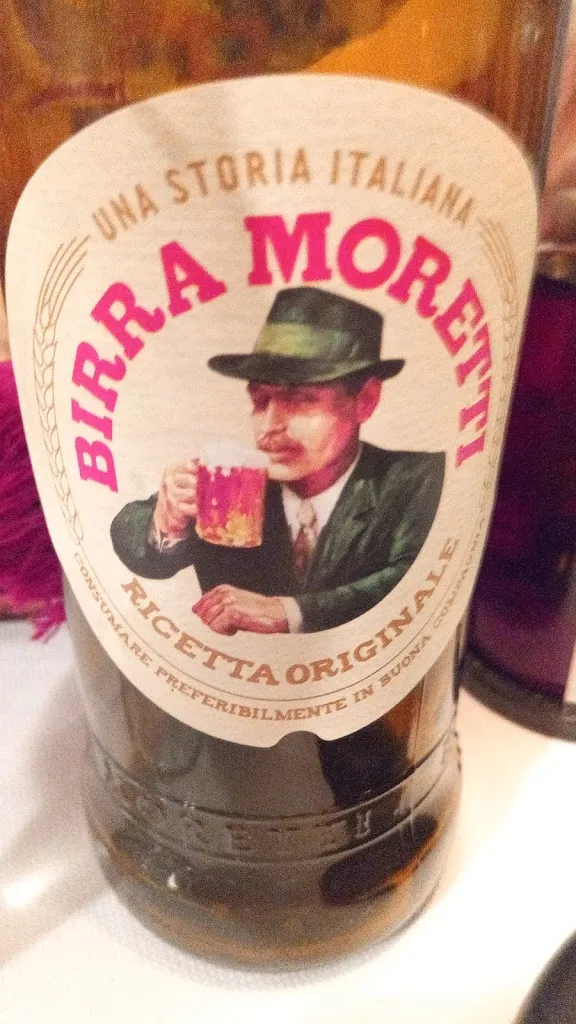 UNA STORIA ITALIANA
BIRRA MORETTI
RICETTA ORIGINALE
CONSUMARE PREFERIBILMENTE IN BUONA COMPAGNIA